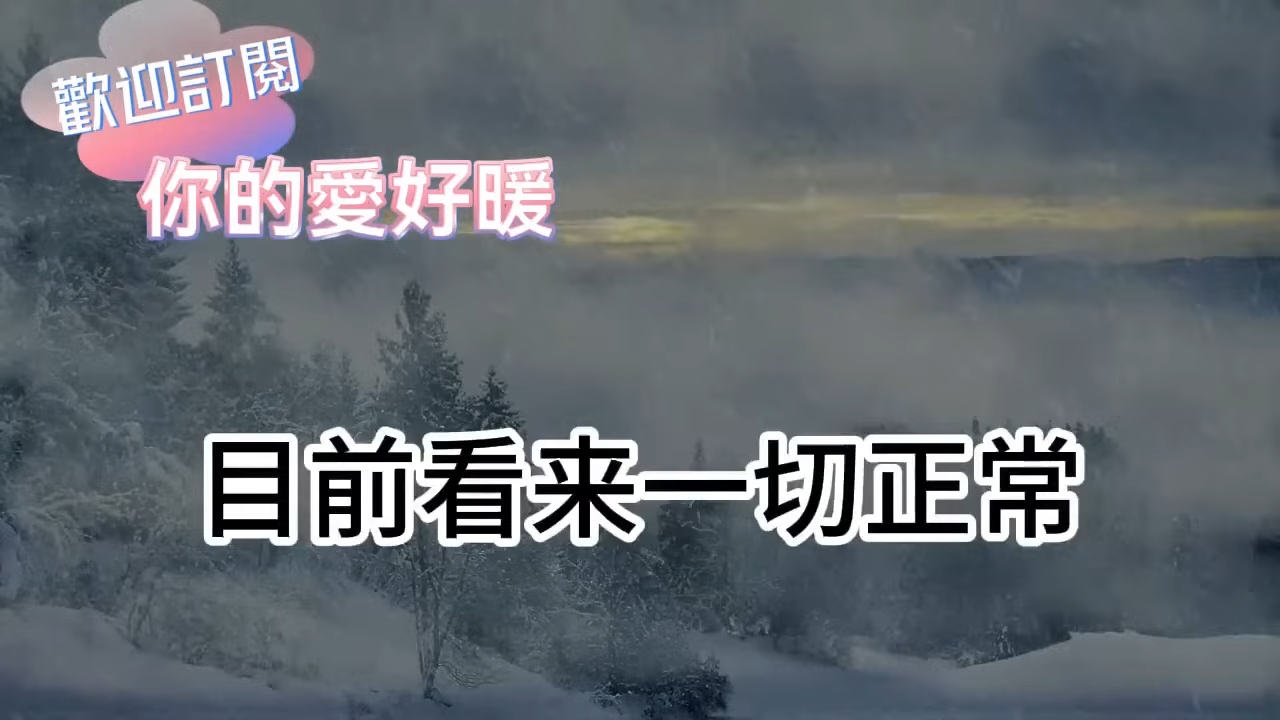 歡迎訂閱
你的愛好暖
目前看来一切正常